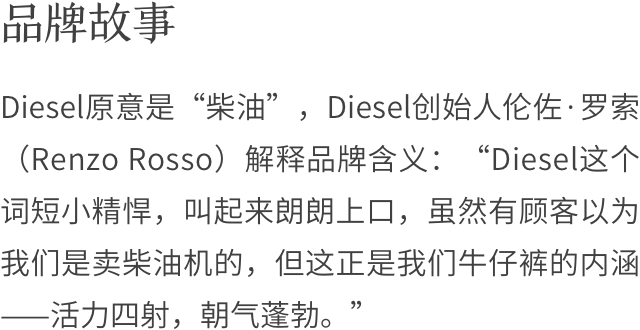 品牌故事
Diesel原意是“柴油”，Diesel创始人伦佐·罗索
（Renzo Rosso）解释品牌含义：“Diesel这个
词短小精悍，叫起来朗朗上口，虽然有顾客以为
我们是卖柴油机的，但这正是我们牛仔裤的内涵
——活力四射，朝气蓬勃。”